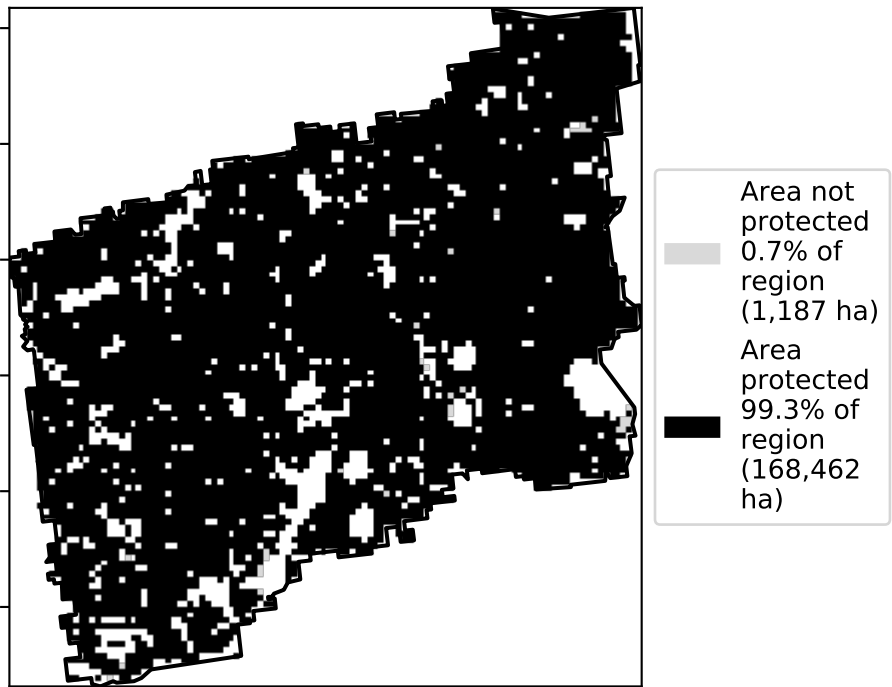 Area not
protected
0.7% of
region
(1,187 ha)
Area
protected
99.3% of
region
(168,462
ha)